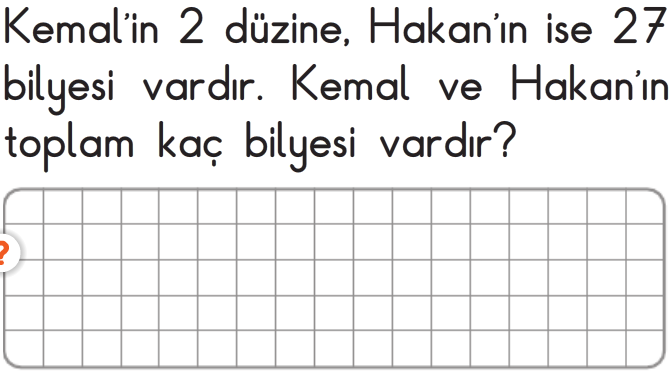 Kemal'in 2 düzine, Hakan'ın ise 27
bilyesi vardır. Kemal ve Hakan'ın
toplam kaç bilyesi vardır?
?